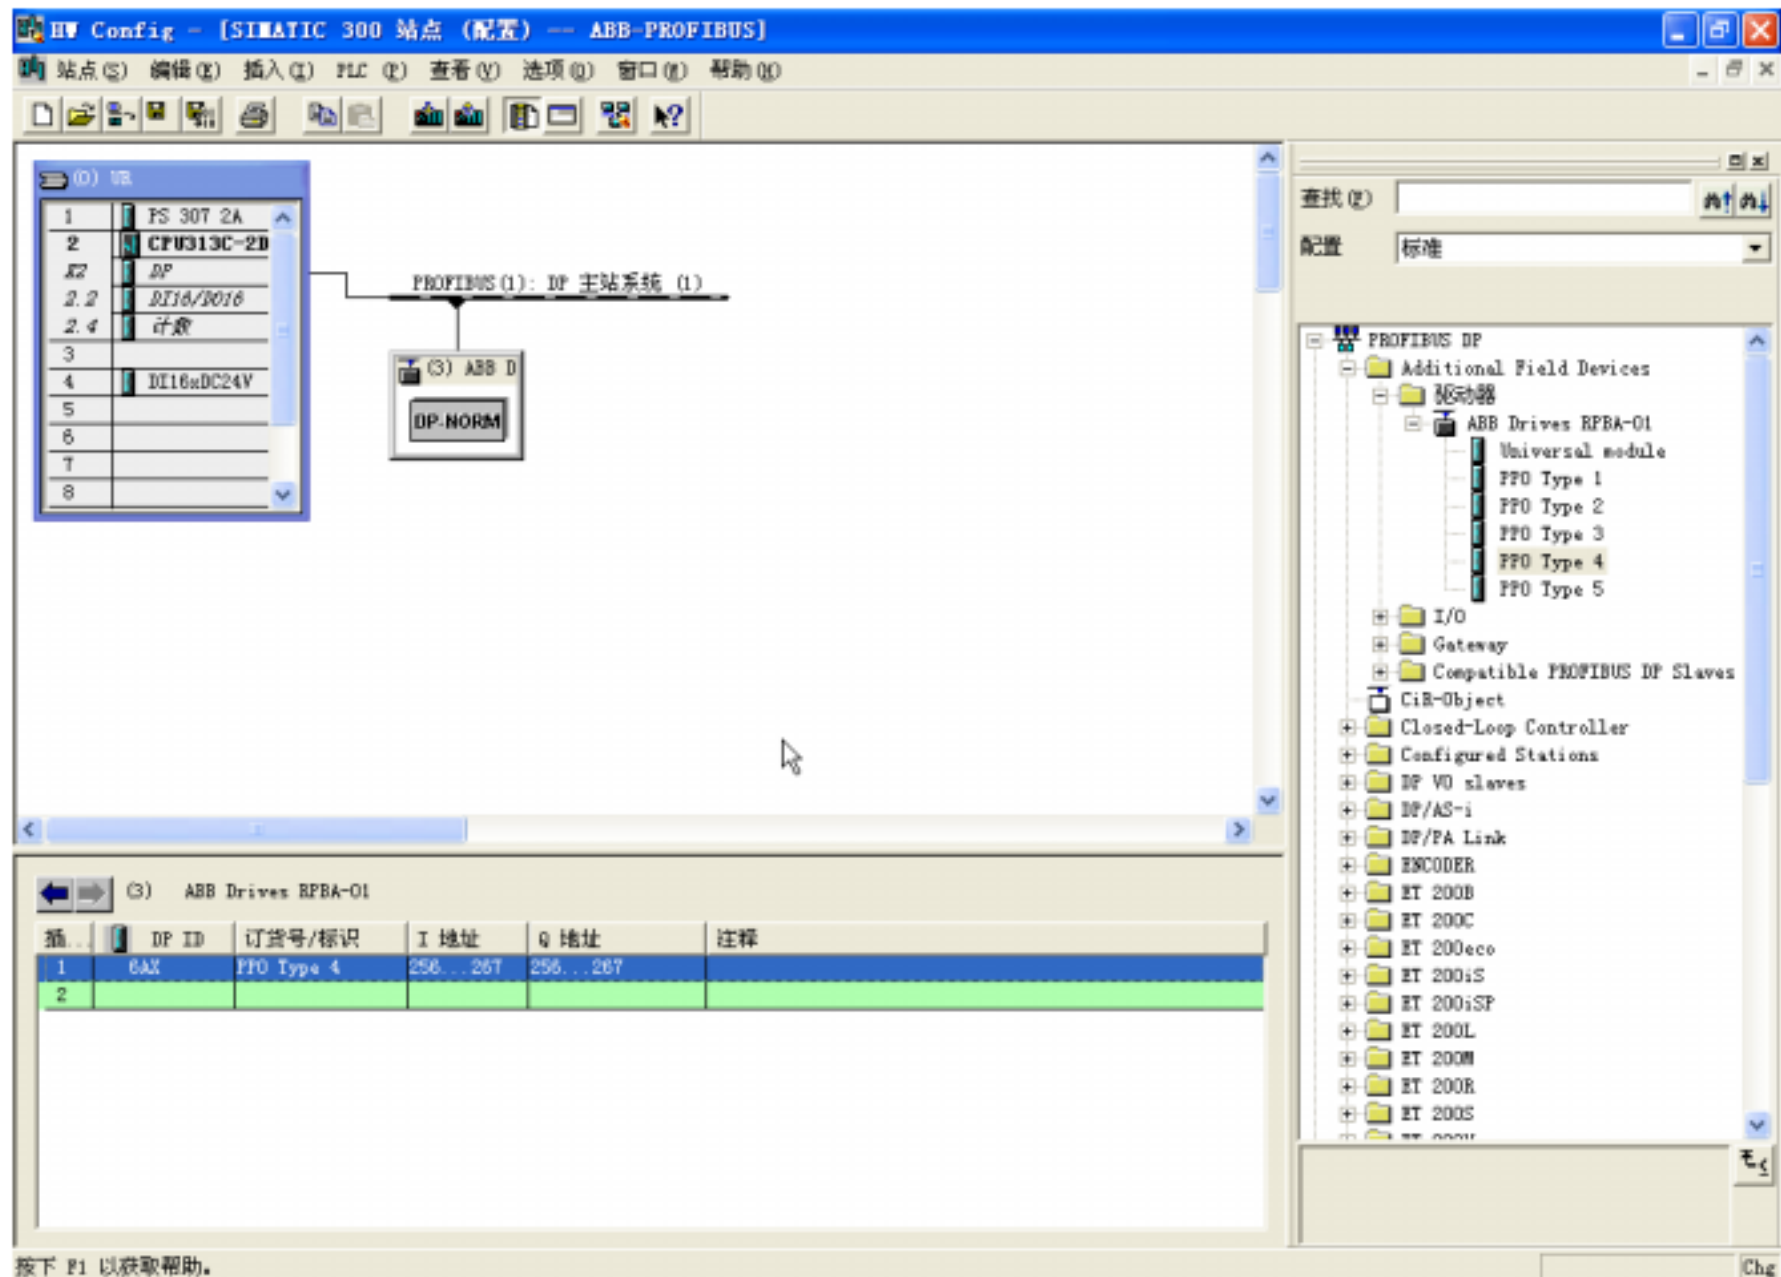 HW Config - [SIMATIC 300 站点 (配置) -- ABB-PROFIBUS]
站点(S) 编辑(E) 插入(I) PLC (P) 查看(V) 选项(O) 窗口(W) 帮助(H)
(0) UR
1 PS 307 2A
2 CPU313C-2D
X2 DP
2.2 DI16/DO16
2.4 计数
3
4 DI16xDC24V
5
6
7
8
PROFIBUS(1): DP 主站系统 (1)
(3) ABB D
DP-NORM
查找(F)
配置 标准
PROFIBUS DP
Additional Field Devices
驱动器
ABB Drives RPBA-01
Universal module
PPO Type 1
PPO Type 2
PPO Type 3
PPO Type 4
PPO Type 5
I/O
Gateway
Compatible PROFIBUS DP Slaves
CiR-Object
Closed-Loop Controller
Configured Stations
DP V0 slaves
DP/AS-i
DP/PA Link
ENCODER
ET 200B
ET 200C
ET 200eco
ET 200iS
ET 200iSP
ET 200L
ET 200M
ET 200R
ET 200S
(3) ABB Drives RPBA-01
插... DP ID 订货号/标识 I 地址 Q 地址 注释
1 6AX PPO Type 4 256...267 256...267
2
按下 F1 以获取帮助。
Chg